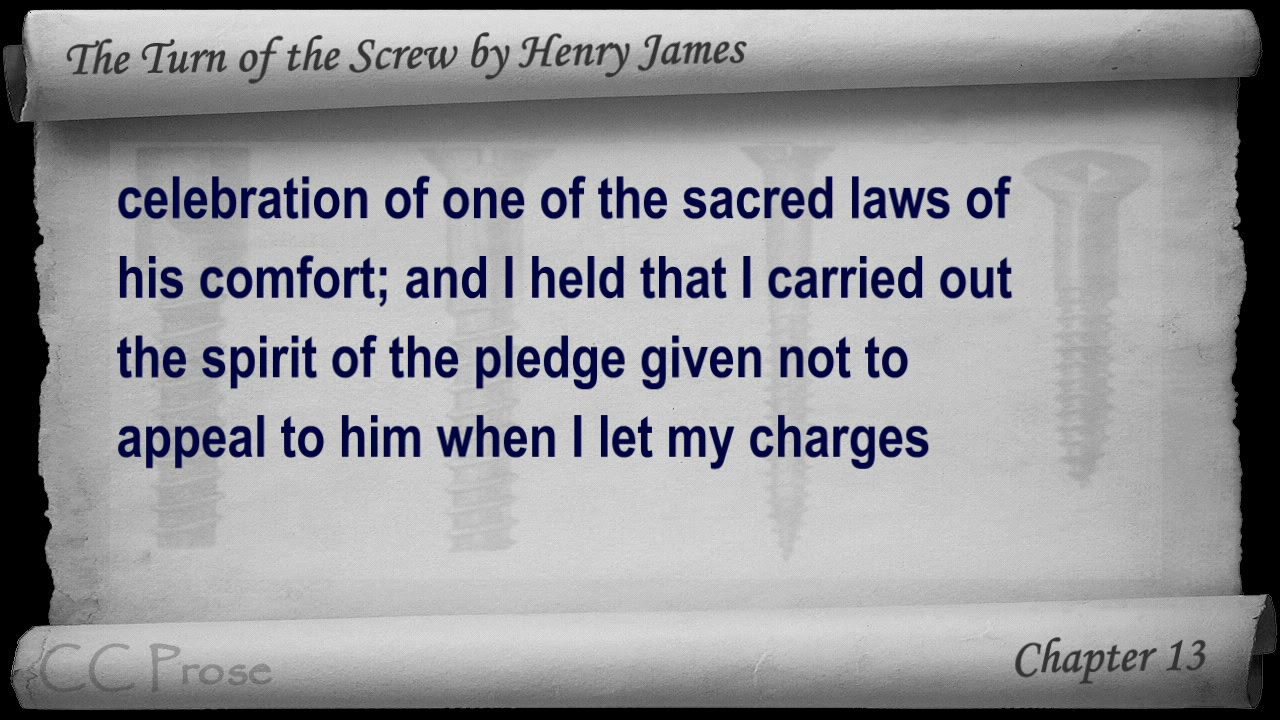 The Turn of the Screw by Henry James
celebration of one of the sacred laws of
his comfort; and I held that I carried out
the spirit of the pledge given not to
appeal to him when I let my charges
CC Prose
Chapter 13